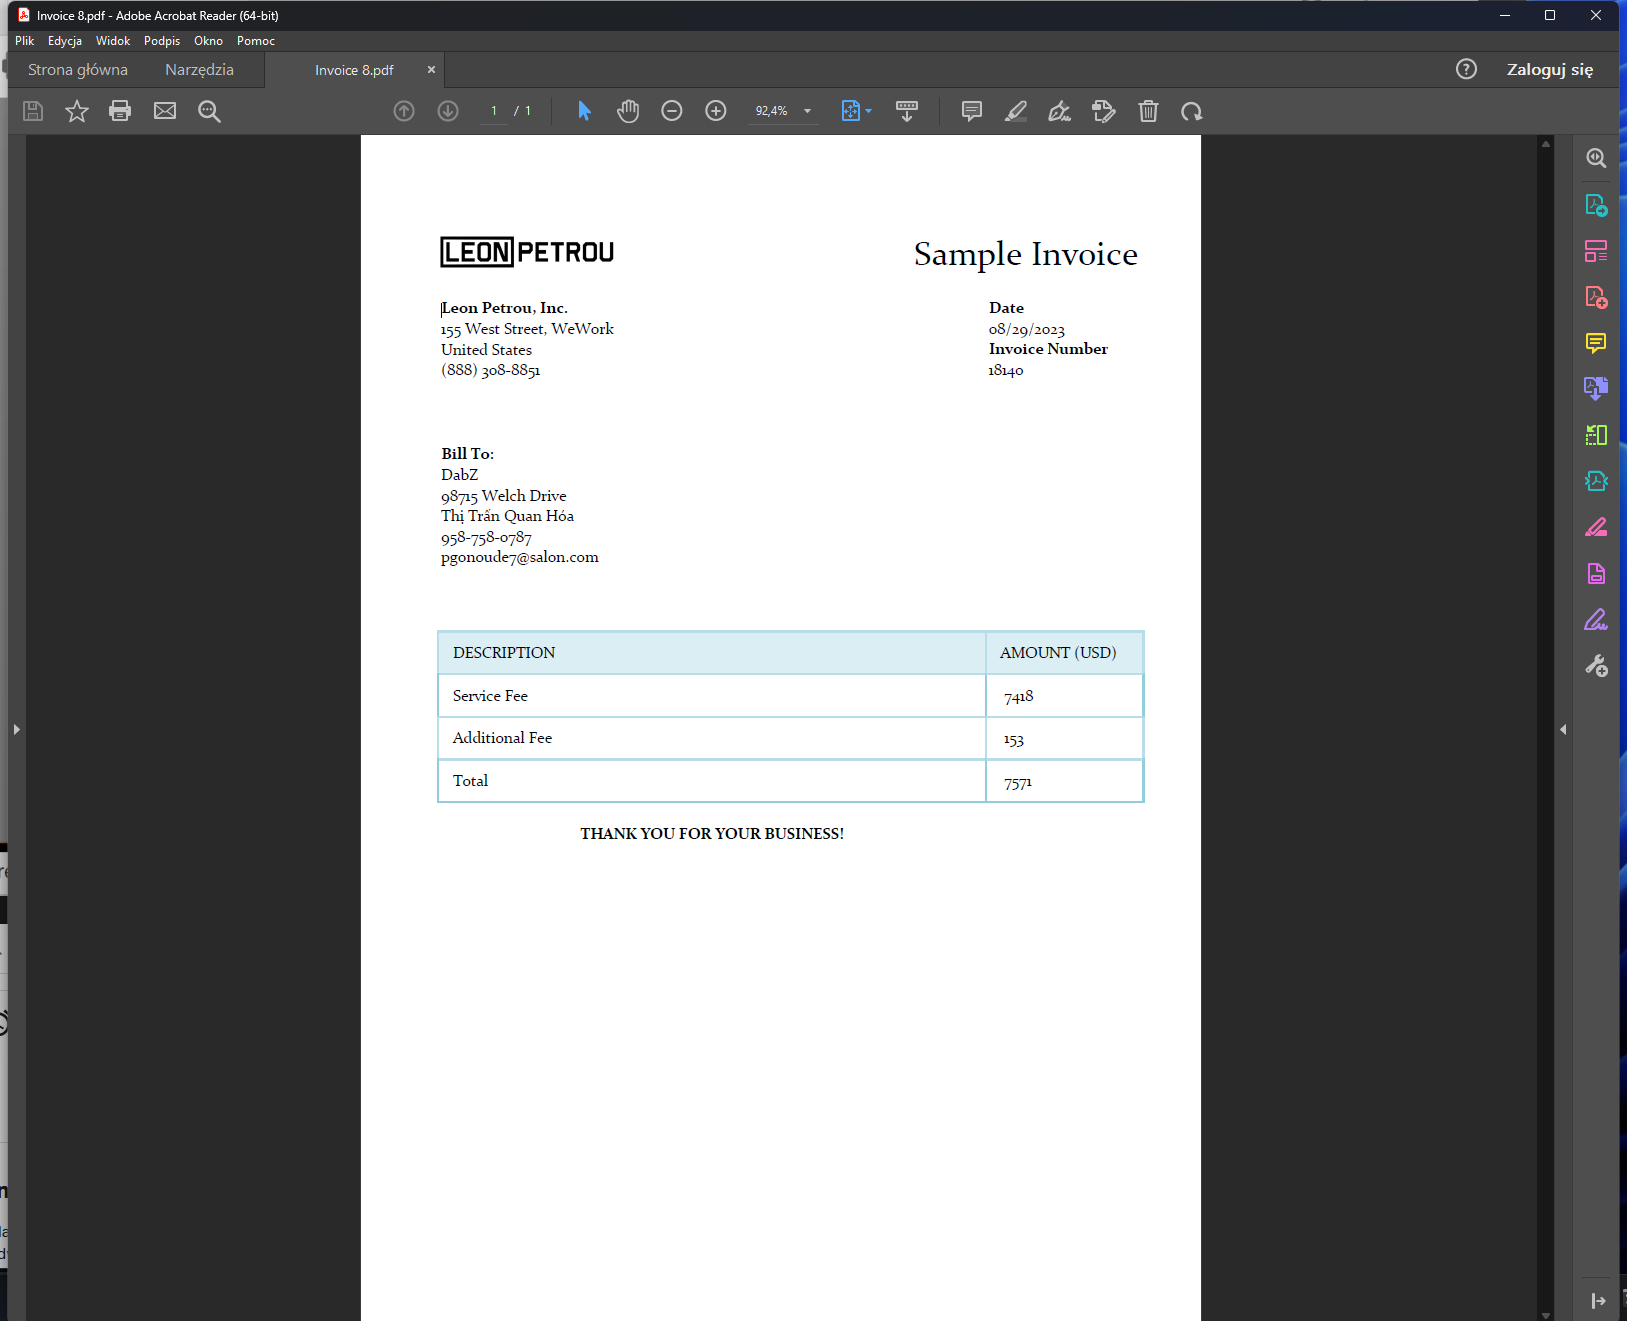 Invoice 8.pdf - Adobe Acrobat Reader (64-bit)
Plik Edycja Widok Podpis Okno Pomoc
Strona główna Narzędzia Invoice 8.pdf × ? Zaloguj się
1 / 1 92,4%
LEON PETROU
Sample Invoice
Leon Petrou, Inc.
155 West Street, WeWork
United States
(888) 308-8851
Date
08/29/2023
Invoice Number
18140
Bill To:
DabZ
98715 Welch Drive
Thị Trấn Quan Hóa
958-758-0787
pgonoude7@salon.com
DESCRIPTION AMOUNT (USD)
Service Fee 7418
Additional Fee 153
Total 7571
THANK YOU FOR YOUR BUSINESS!